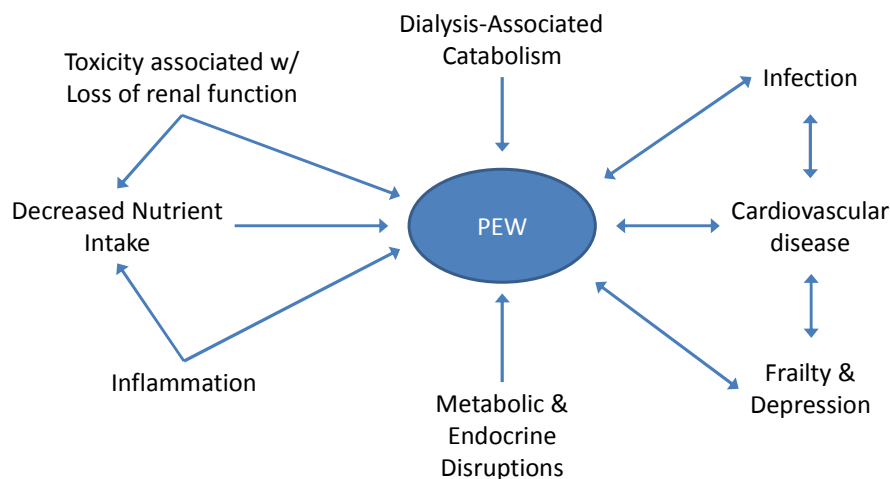 Dialysis-Associated
Catabolism
Toxicity associated w/
Loss of renal function
Infection
Decreased Nutrient
Intake
PEW
Cardiovascular
disease
Inflammation
Metabolic &
Endocrine
Disruptions
Frailty &
Depression